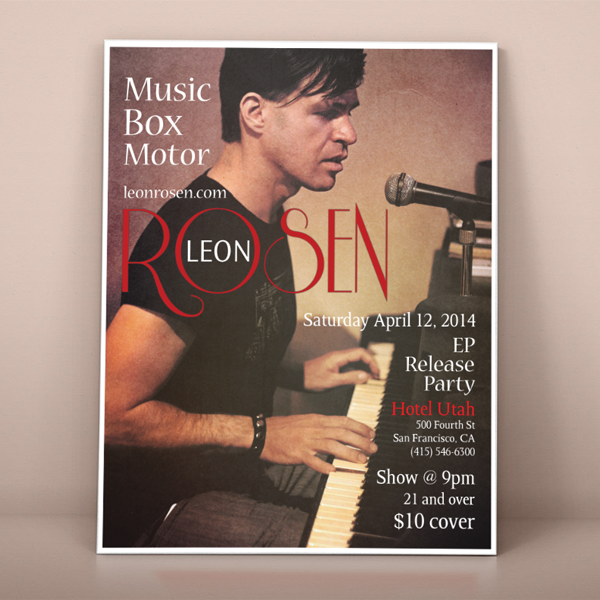 Music
Box
Motor
leonrosen.com
ROSEN
LEON
Saturday April 12, 2014
EP
Release
Party
Hotel Utah
500 Fourth St
San Francisco, CA
(415) 546-6300
Show @ 9pm
21 and over
$10 cover